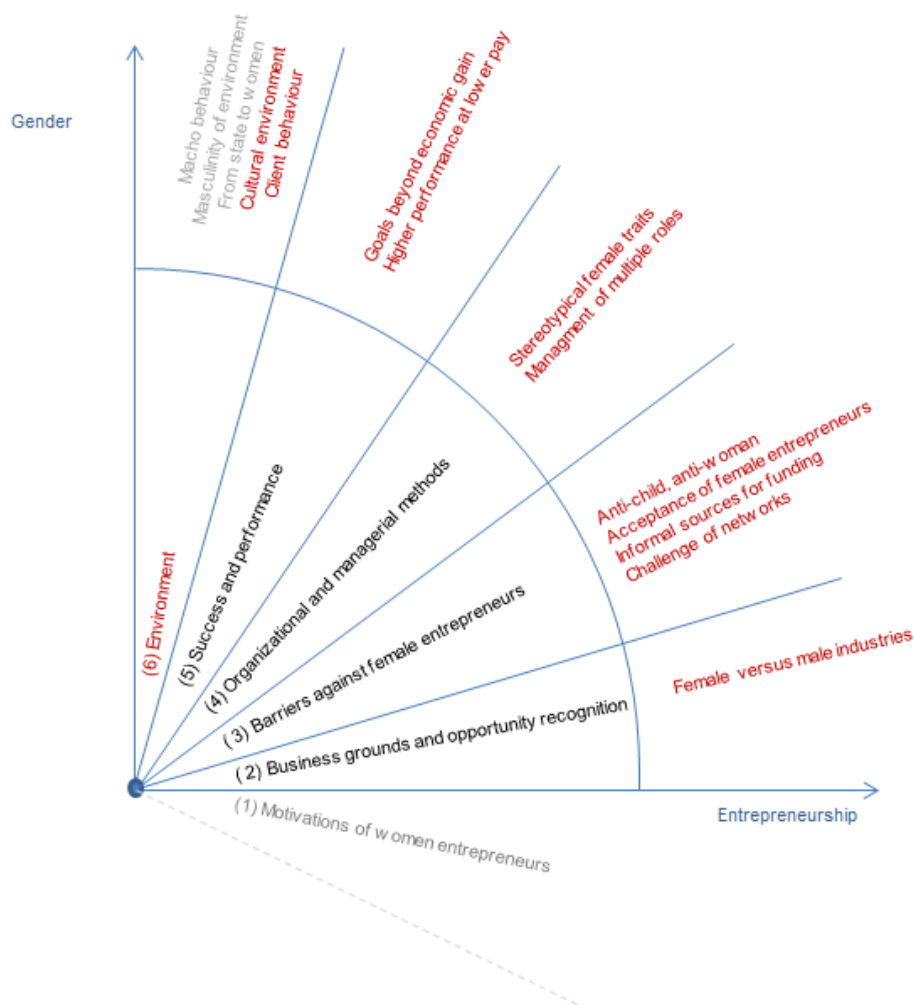 Gender
Macho behaviour
Masculinity of environment
From state to women
Cultural environment
Client behaviour
Goals beyond economic gain
Higher performance at lower pay
Stereotypical female traits
Managment of multiple roles
Anti-child, anti-woman
Acceptance of female entrepreneurs
Informal sources for funding
Challenge of networks
Female versus male industries
(6) Environment
(5) Success and performance
(4) Organizational and managerial methods
(3) Barriers against female entrepreneurs
(2) Business grounds and opportunity recognition
(1) Motivations of women entrepreneurs
Entrepreneurship